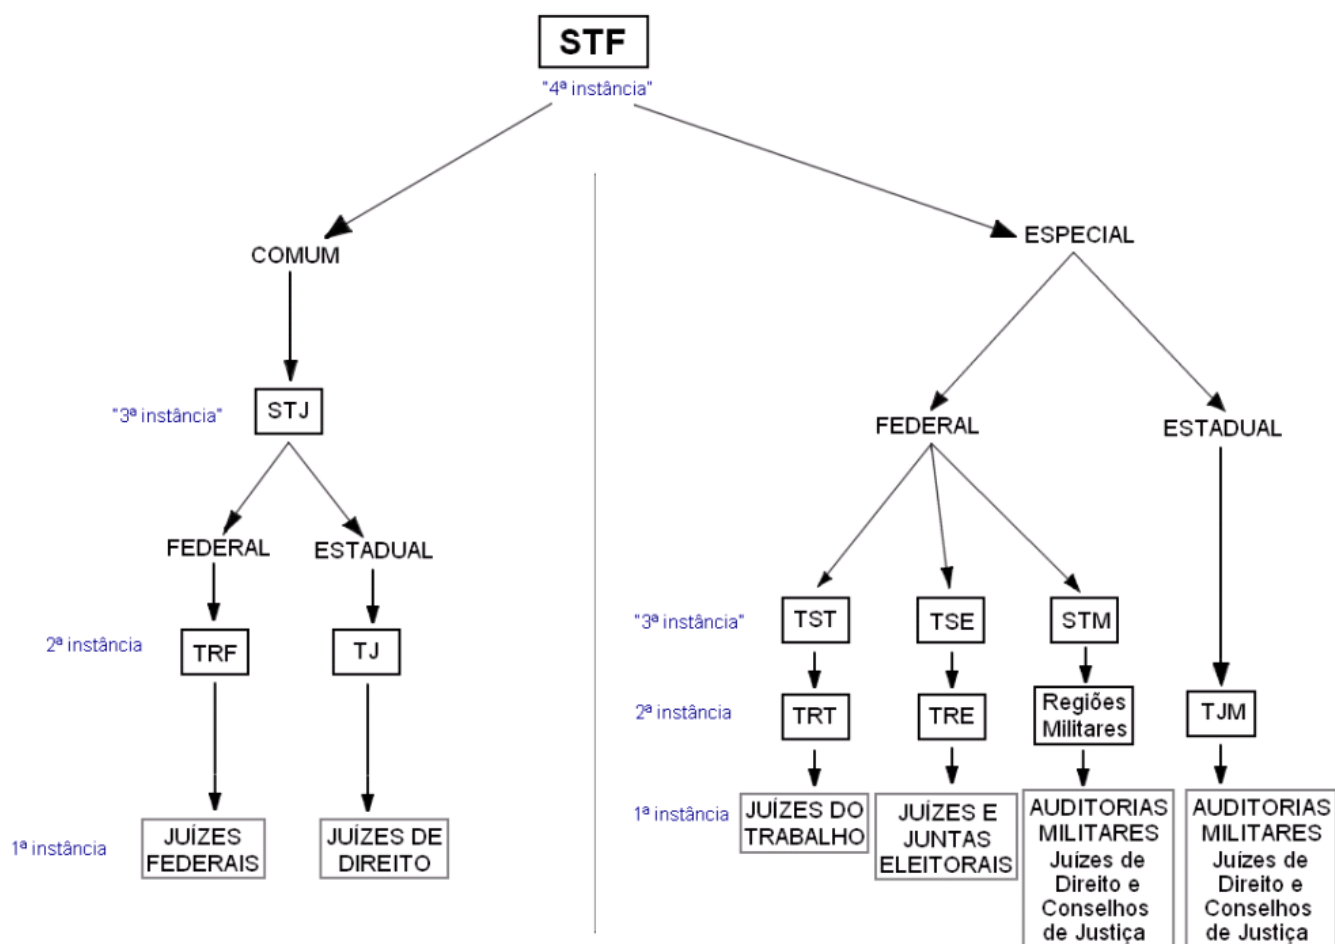 STF
"4ª instância"
COMUM
ESPECIAL
"3ª instância"
STJ
FEDERAL
ESTADUAL
FEDERAL
ESTADUAL
"3ª instância"
TST
TSE
STM
2ª instância
TRF
TJ
2ª instância
TRT
TRE
Regiões
Militares
TJM
1ª instância
JUÍZES
FEDERAIS
JUÍZES DE
DIREITO
1ª instância
JUÍZES DO
TRABALHO
JUÍZES E
JUNTAS
ELEITORAIS
AUDITORIAS
MILITARES
Juízes de
Direito e
Conselhos
de Justiça
AUDITORIAS
MILITARES
Juízes de
Direito e
Conselhos
de Justiça